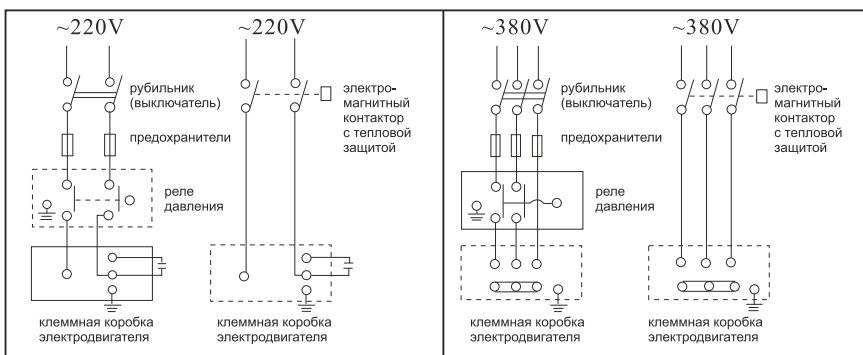 ~220V
~220V
рубильник
(выключатель)
предохранители
электро-
магнитный
контактор
с тепловой
защитой
реле
давления
клеммная коробка
электродвигателя
клеммная коробка
электродвигателя
~380V
~380V
рубильник
(выключатель)
предохранители
электро-
магнитный
контактор
с тепловой
защитой
реле
давления
клеммная коробка
электродвигателя
клеммная коробка
электродвигателя